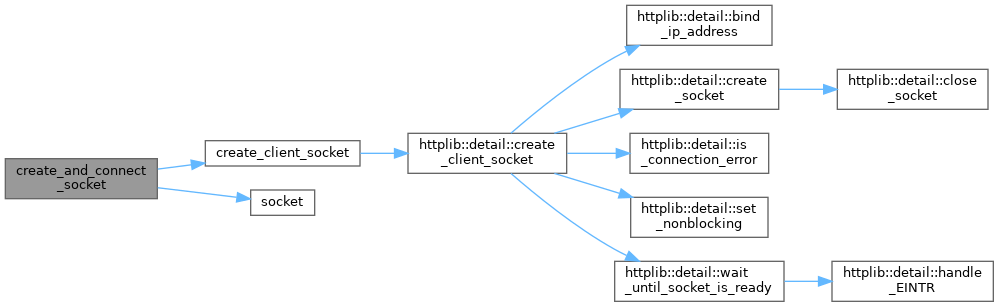 create_and_connect
_socket
create_client_socket
socket
httplib::detail::create
_client_socket
httplib::detail::bind
_ip_address
httplib::detail::create
_socket
httplib::detail::close
_socket
httplib::detail::is
_connection_error
httplib::detail::set
_nonblocking
httplib::detail::wait
_until_socket_is_ready
httplib::detail::handle
_EINTR